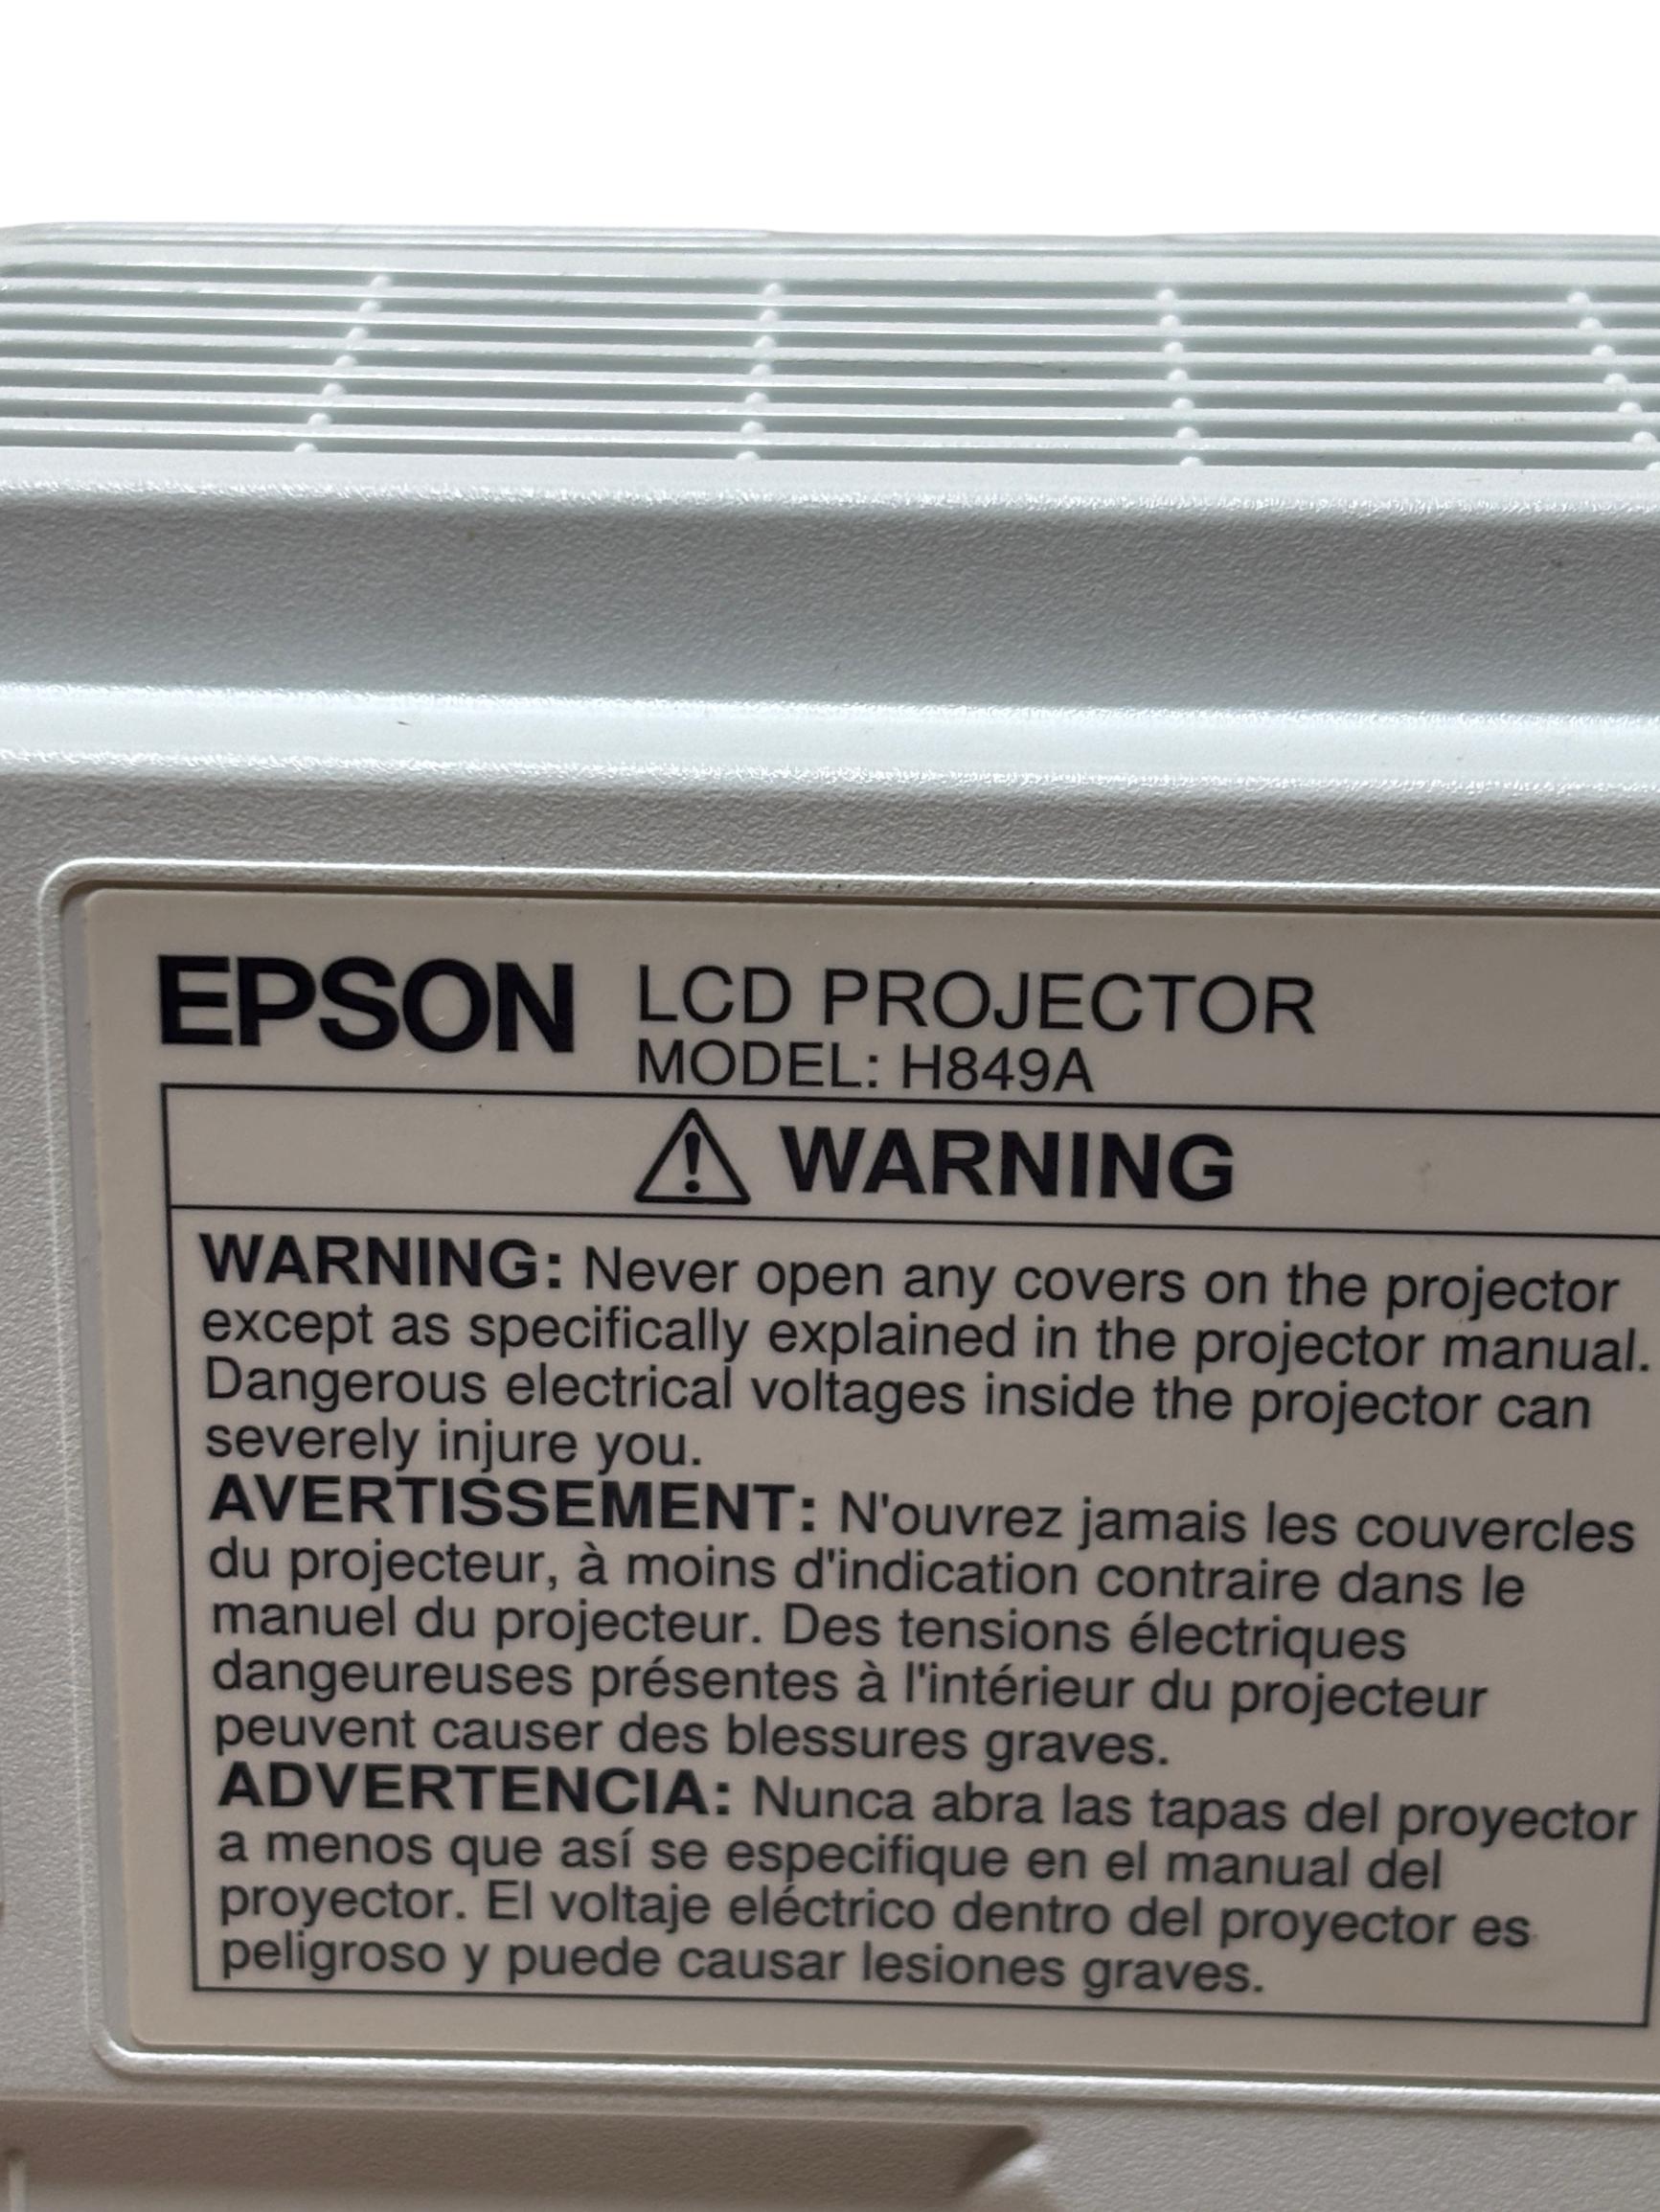 EPSON LCD PROJECTOR
MODEL: H849A
WARNING
WARNING: Never open any covers on the projector
except as specifically explained in the projector manual.
Dangerous electrical voltages inside the projector can
severely injure you.
AVERTISSEMENT: N'ouvrez jamais les couvercles
du projecteur, à moins d'indication contraire dans le
manuel du projecteur. Des tensions électriques
dangeureuses présentes à l'intérieur du projecteur
peuvent causer des blessures graves.
ADVERTENCIA: Nunca abra las tapas del proyector
a menos que así se especifique en el manual del
proyector. El voltaje eléctrico dentro del proyector es
peligroso y puede causar lesiones graves.